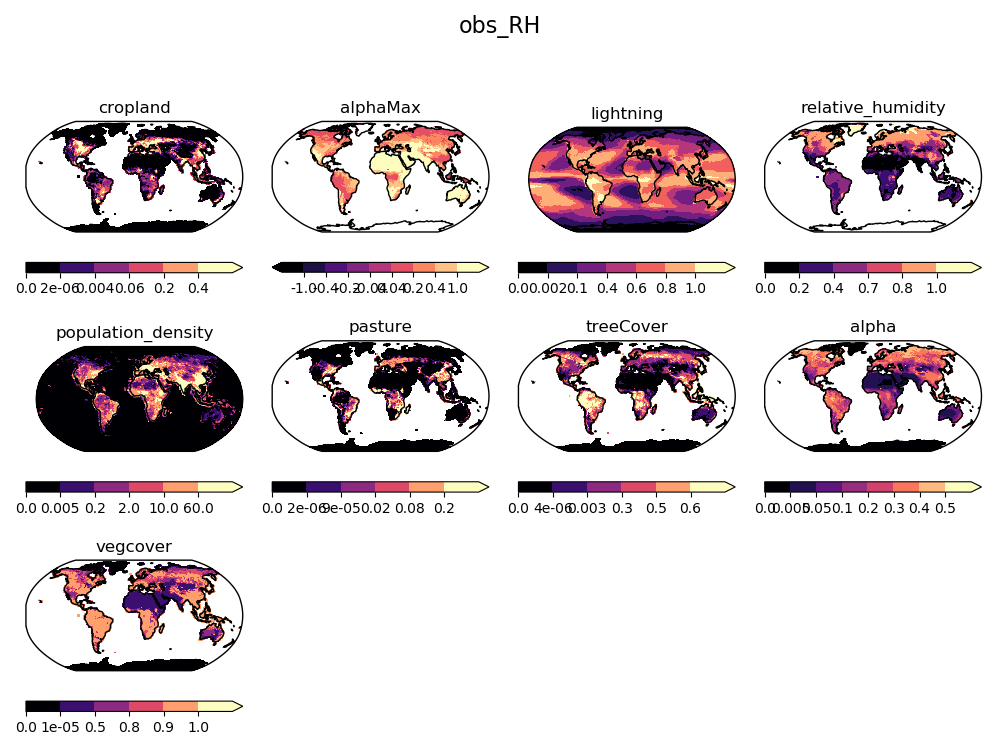 obs_RH
cropland
alphaMax
lightning
relative_humidity
0.0 2e-06 0.004 0.06 0.2 0.4
-1.0 -0.4 -0.2 -0.04 0.04 0.2 0.4 1.0
0.0 0.002 0.1 0.4 0.6 0.8 1.0
0.0 0.2 0.4 0.7 0.8 1.0
population_density
pasture
treeCover
alpha
0.0 0.005 0.2 2.0 10.0 60.0
0.0 2e-06 9e-05 0.02 0.08 0.2
0.0 4e-06 0.003 0.3 0.5 0.6
0.0 0.005 0.05 0.1 0.2 0.3 0.4 0.5
vegcover
0.0 1e-05 0.5 0.8 0.9 1.0